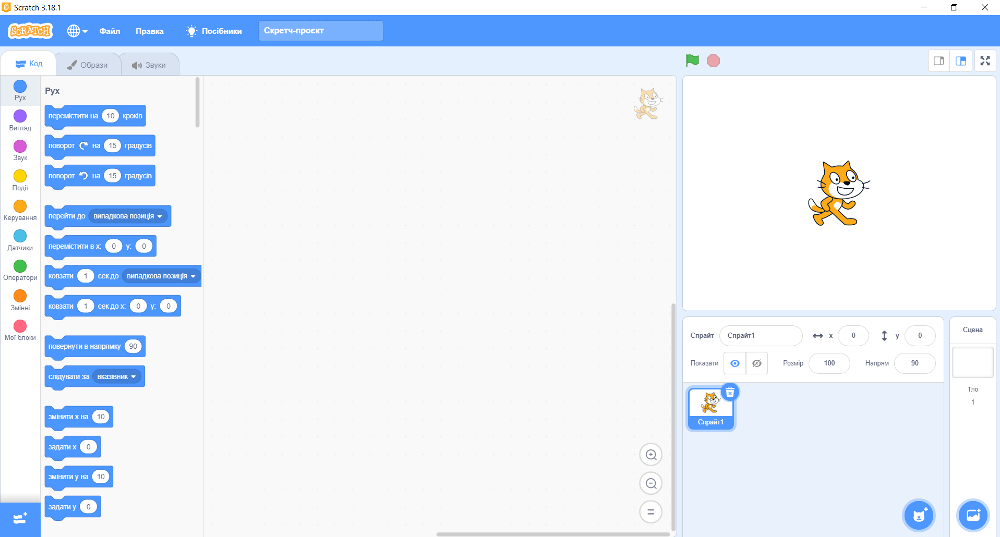 Scratch 3.18.1
SCRATCH
Файл
Правка
Посібники
Скретч-проєкт
Код
Образи
Звуки
Рух
Вигляд
Звук
Події
Керування
Датчики
Оператори
Змінні
Мої блоки
Рух
перемістити на 10 кроків
поворот на 15 градусів
поворот на 15 градусів
перейти до випадкова позиція
перемістити в x: 0 y: 0
ковзати 1 сек до випадкова позиція
ковзати 1 сек до x: 0 y: 0
повернути в напрямку 90
слідувати за вказівник
змінити x на 10
задати x 0
змінити y на 10
задати y 0
Спрайт Спрайт1 x 0 y 0
Показати Розмір 100 Напрям 90
Спрайт1
Сцена
Тло
1